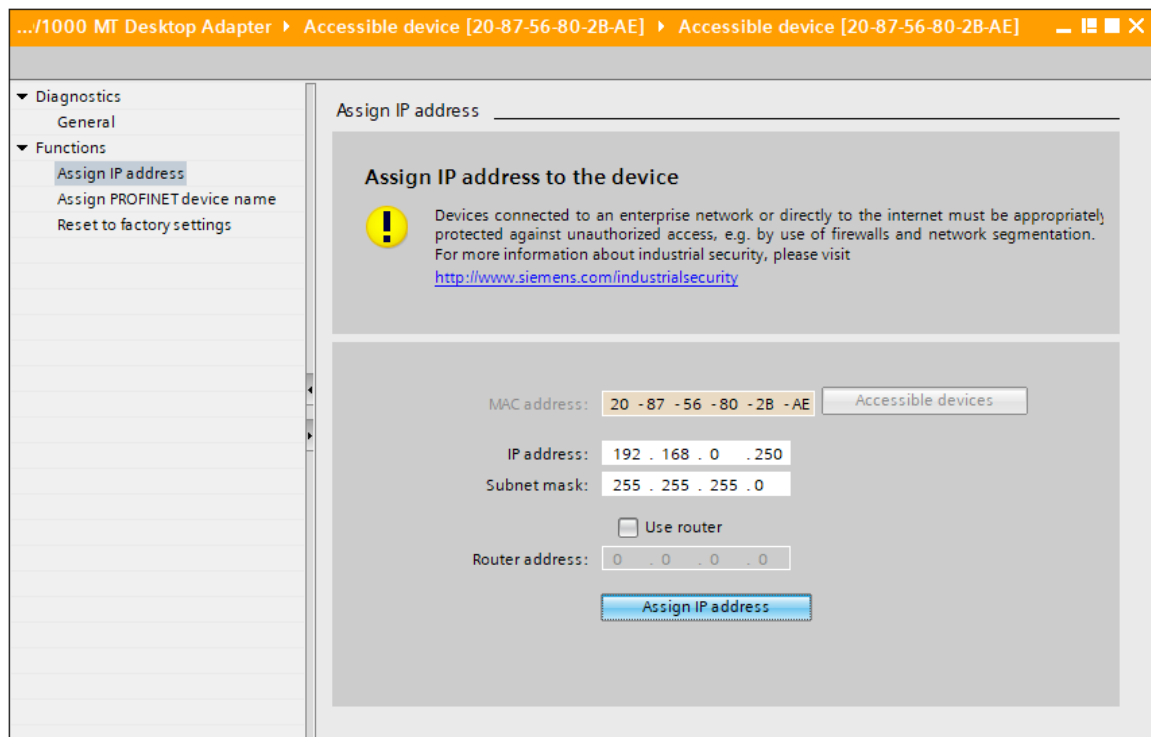 .../1000 MT Desktop Adapter ▸ Accessible device [20-87-56-80-2B-AE] ▸ Accessible device [20-87-56-80-2B-AE]
Diagnostics
General
Functions
Assign IP address
Assign PROFINET device name
Reset to factory settings
Assign IP address
Assign IP address to the device
Devices connected to an enterprise network or directly to the internet must be appropriately
protected against unauthorized access, e.g. by use of firewalls and network segmentation.
For more information about industrial security, please visit
http://www.siemens.com/industrialsecurity
MAC address: 20 -87 -56 -80 -2B -AE Accessible devices
IP address: 192 . 168 . 0 . 250
Subnet mask: 255 . 255 . 255 . 0
Use router
Router address: 0 . 0 . 0 . 0
Assign IP address